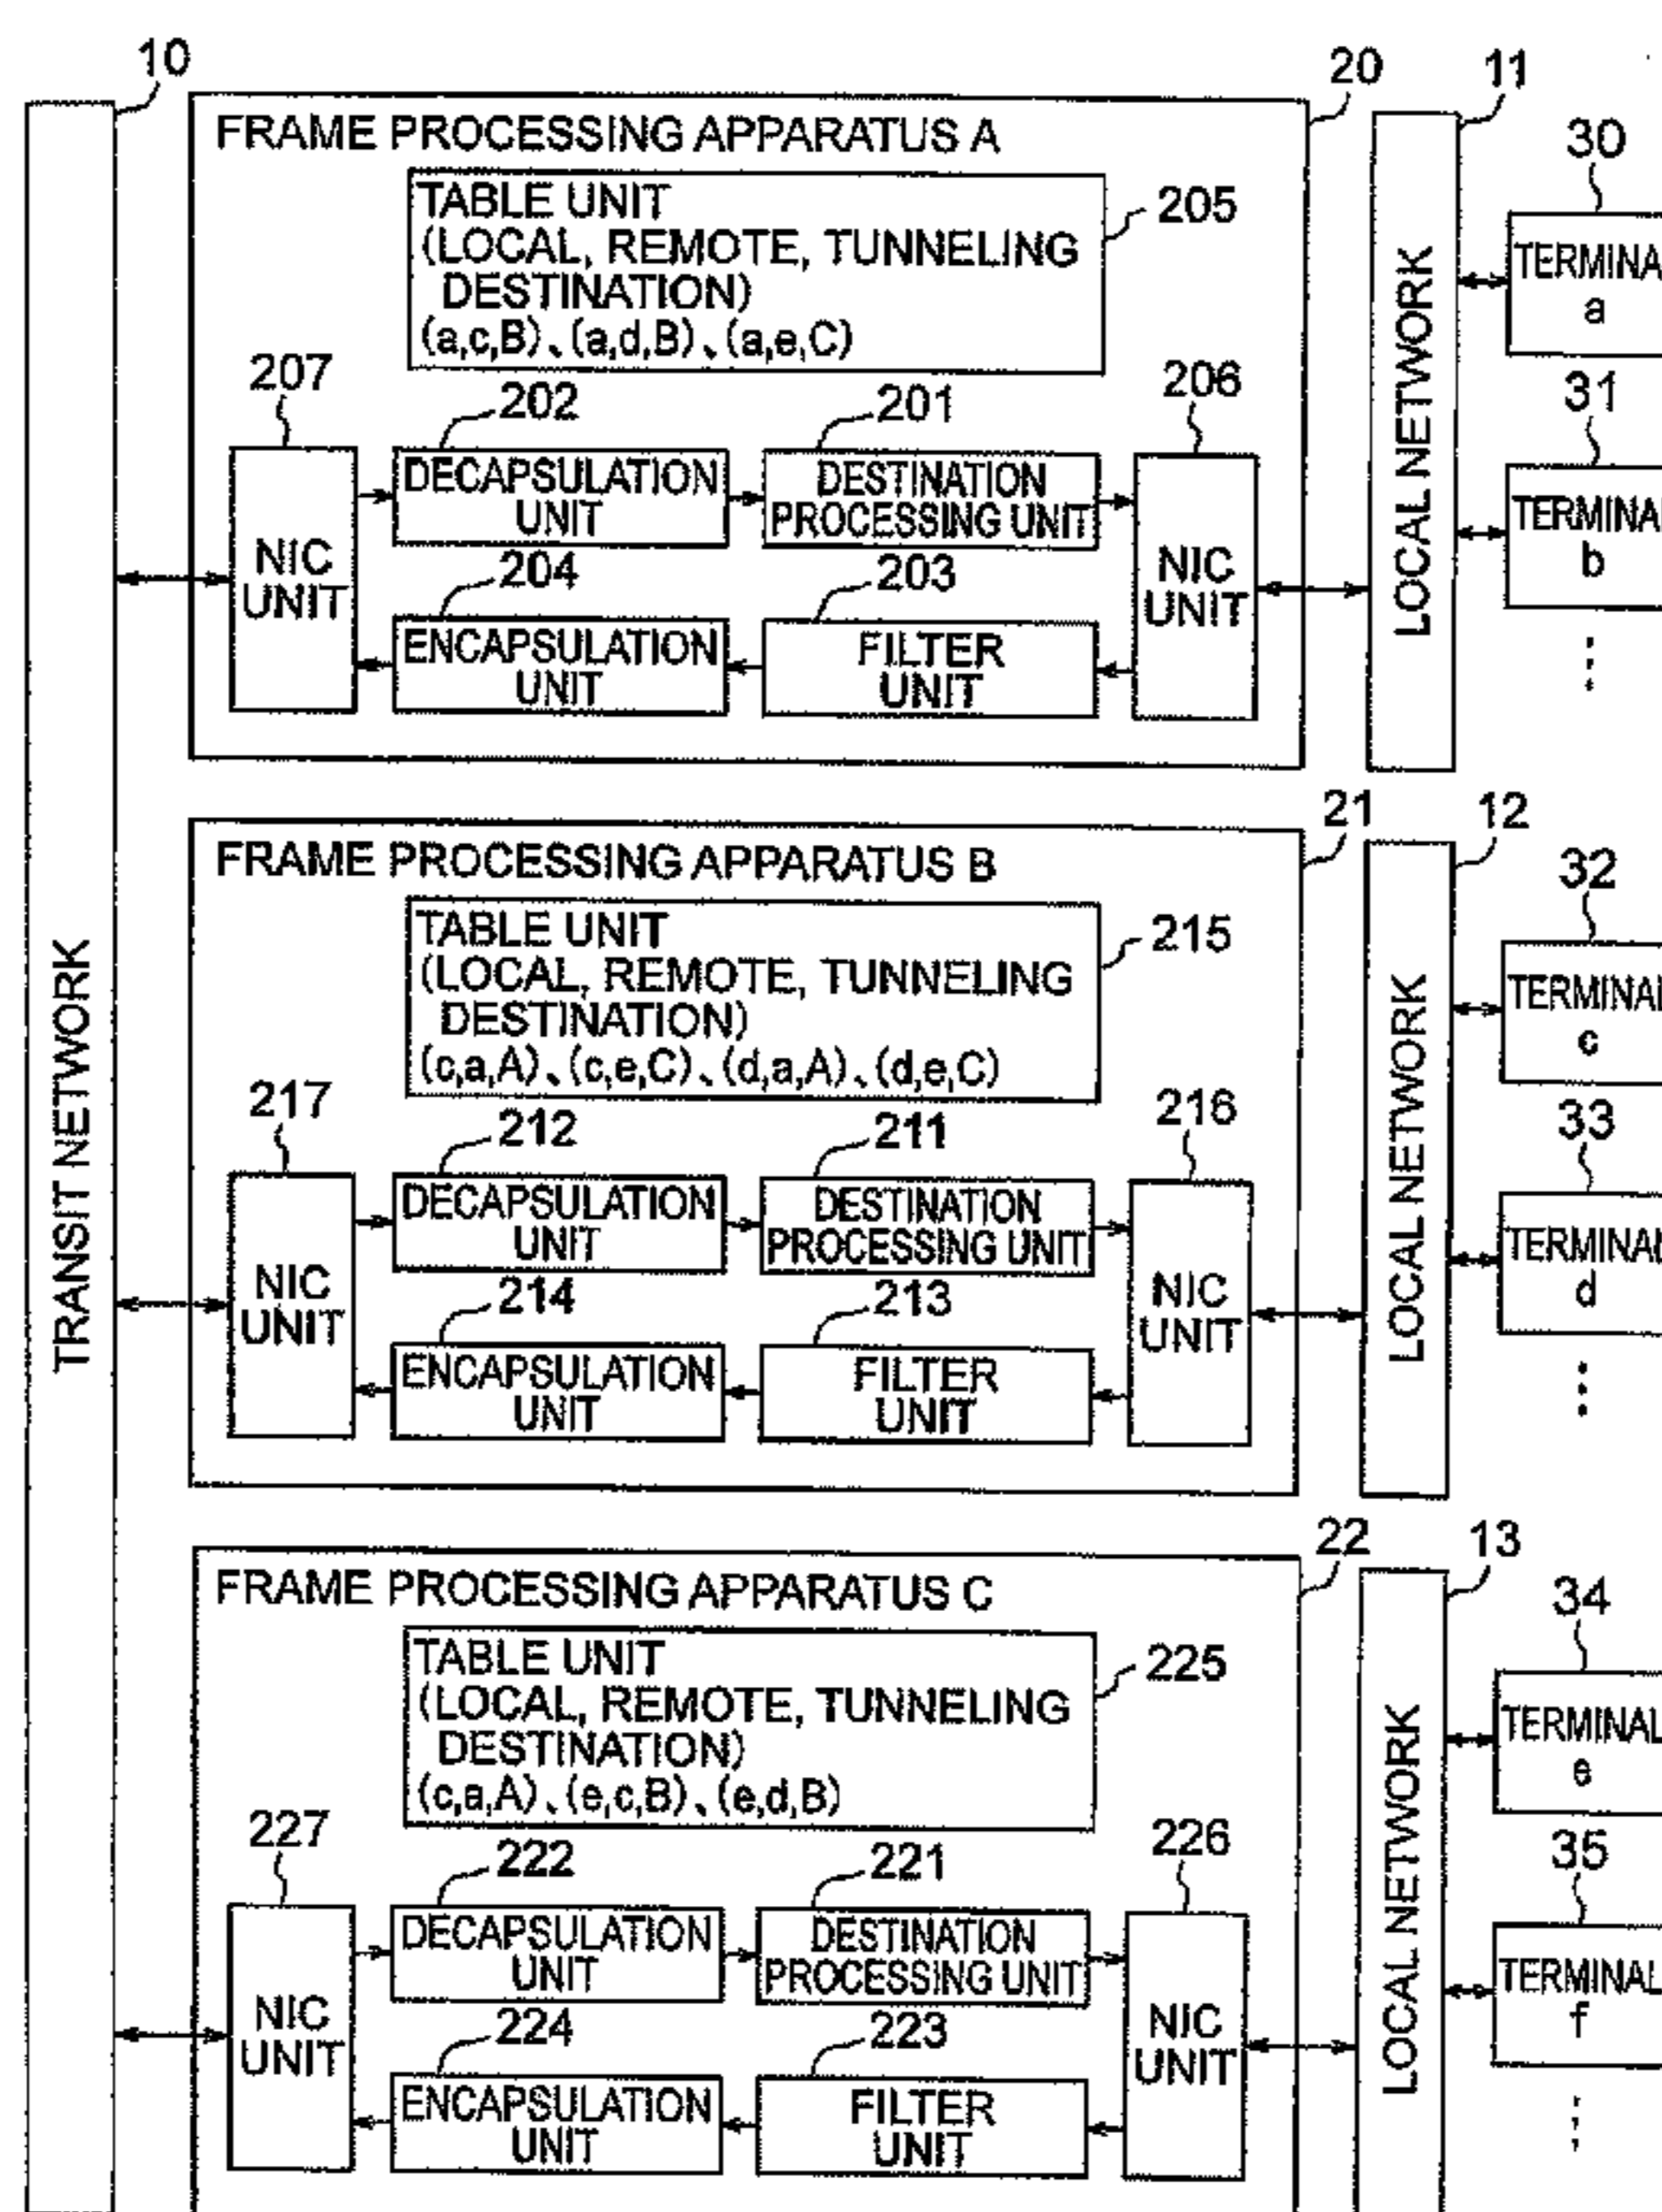 10
20
11
FRAME PROCESSING APPARATUS A
30
TABLE UNIT
(LOCAL, REMOTE, TUNNELING
DESTINATION)
(a,c,B)、(a,d,B)、(a,e,C)
205
TERMINA
a
207
202
201
206
31
DECAPSULATION
UNIT
DESTINATION
PROCESSING UNIT
TERMINAL
b
NIC
UNIT
204
203
NIC
UNIT
LOCAL NETWORK
ENCAPSULATION
UNIT
FILTER
UNIT
21
12
FRAME PROCESSING APPARATUS B
32
TABLE UNIT
(LOCAL, REMOTE, TUNNELING
DESTINATION)
(c,a,A)、(c,e,C)、(d,a,A)、(d,e,C)
215
TERMINAL
c
TRANSIT NETWORK
217
212
211
216
33
DECAPSULATION
UNIT
DESTINATION
PROCESSING UNIT
TERMINAL
d
NIC
UNIT
214
213
NIC
UNIT
LOCAL NETWORK
ENCAPSULATION
UNIT
FILTER
UNIT
22
13
FRAME PROCESSING APPARATUS C
34
TABLE UNIT
(LOCAL, REMOTE, TUNNELING
DESTINATION)
(c,a,A)、(e,c,B)、(e,d,B)
225
TERMINAL
e
227
222
221
226
35
DECAPSULATION
UNIT
DESTINATION
PROCESSING UNIT
TERMINAL
f
NIC
UNIT
224
223
NIC
UNIT
LOCAL NETWORK
ENCAPSULATION
UNIT
FILTER
UNIT